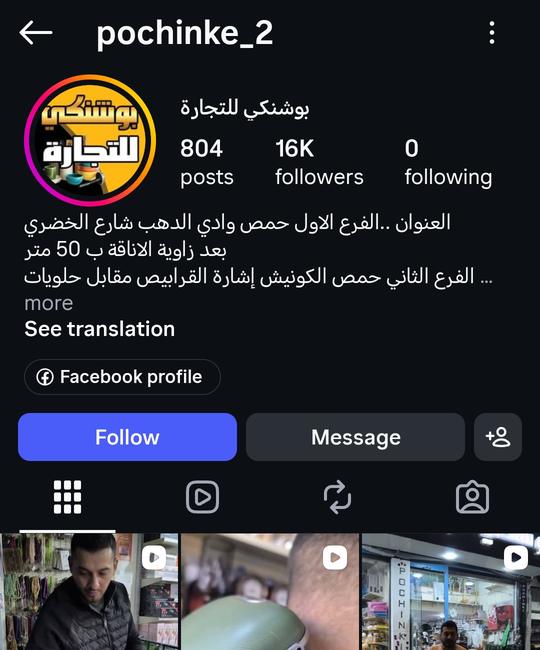 pochinke_2
بوشنكي
للتجارة
بوشنكي للتجارة
804
posts
16K
followers
0
following
العنوان ..الفرع الاول حمص وادي الدهب شارع الخضري
بعد زاوية الاناقة ب 50 متر
الفرع الثاني حمص الكونيش إشارة القرابيص مقابل حلويات ...
more
See translation
Facebook profile
Follow
Message
POCHINK